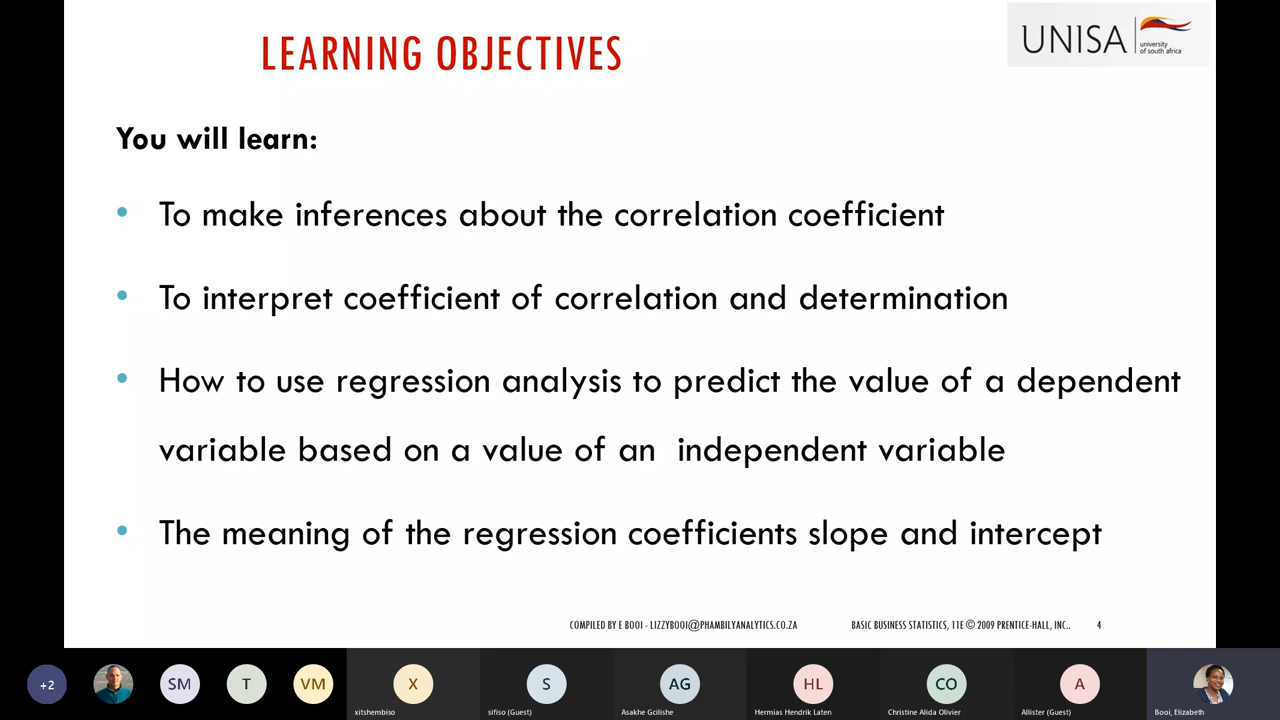 LEARNING OBJECTIVES
UNISA
university
of south africa
You will learn:
• To make inferences about the correlation coefficient
• To interpret coefficient of correlation and determination
• How to use regression analysis to predict the value of a dependent
variable based on a value of an independent variable
• The meaning of the regression coefficients slope and intercept
COMPILED BY E BOOI - LIZZYBOOI@PHAMBILYANALYTICS.CO.ZA
BASIC BUSINESS STATISTICS, 11E © 2009 PRENTICE-HALL, INC..
4
+2
SM
T
VM
X
S
AG
HL
CO
A
xitshembiso
sifiso (Guest)
Asakhe Gcilishe
Hermias Hendrik Laten
Christine Alida Olivier
Allister (Guest)
Booi, Elizabeth